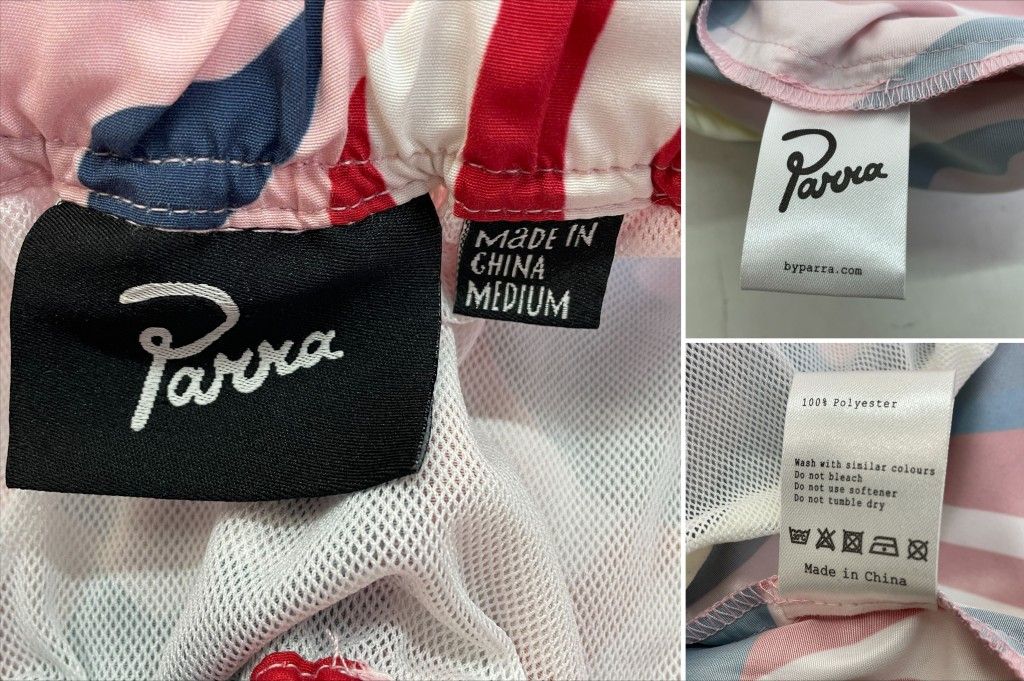 Parra
MaDE IN
CHINA
MEDIUM
Parra
byparra.com
100% Polyester
Wash with similar colours
Do not bleach
Do not use softener
Do not tumble dry
Made in China